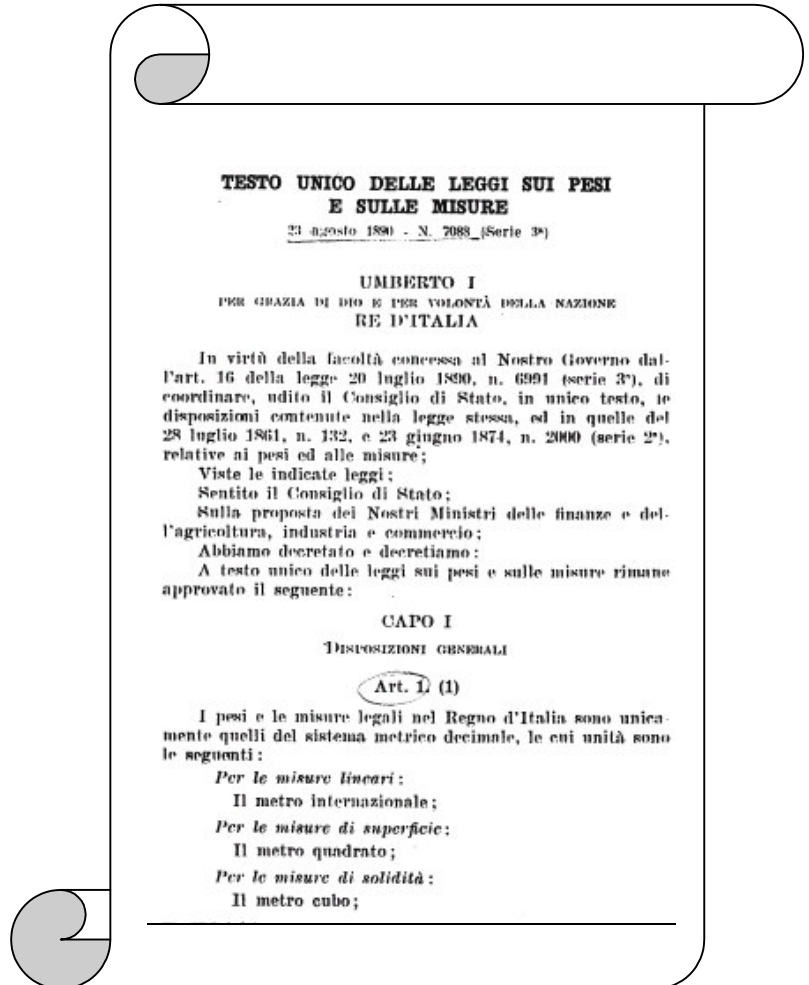 TESTO UNICO DELLE LEGGI SUI PESI
E SULLE MISURE
23 agosto 1890 - N. 7088 (Serie 3ª)
UMBERTO I
PER GRAZIA DI DIO E PER VOLONTÀ DELLA NAZIONE
RE D'ITALIA
In virtù della facoltà concessa al Nostro Governo dal-
l'art. 16 della legge 20 luglio 1890, n. 6991 (serie 3ª), di
coordinare, udito il Consiglio di Stato, in unico testo, le
disposizioni contenute nella legge stessa, ed in quelle del
28 luglio 1861, n. 132, e 23 giugno 1874, n. 2000 (serie 2ª),
relative ai pesi ed alle misure;
Viste le indicate leggi;
Sentito il Consiglio di Stato;
Sulla proposta dei Nostri Ministri delle finanze e del-
l'agricoltura, industria e commercio;
Abbiamo decretato e decretiamo:
A testo unico delle leggi sui pesi e sulle misure rimane
approvato il seguente:
CAPO I
DISPOSIZIONI GENERALI
Art. 1. (1)
I pesi e le misure legali nel Regno d'Italia sono unica-
mente quelli del sistema metrico decimale, le cui unità sono
le seguenti:
Per le misure lineari:
Il metro internazionale;
Per le misure di superficie:
Il metro quadrato;
Per le misure di solidità:
Il metro cubo;